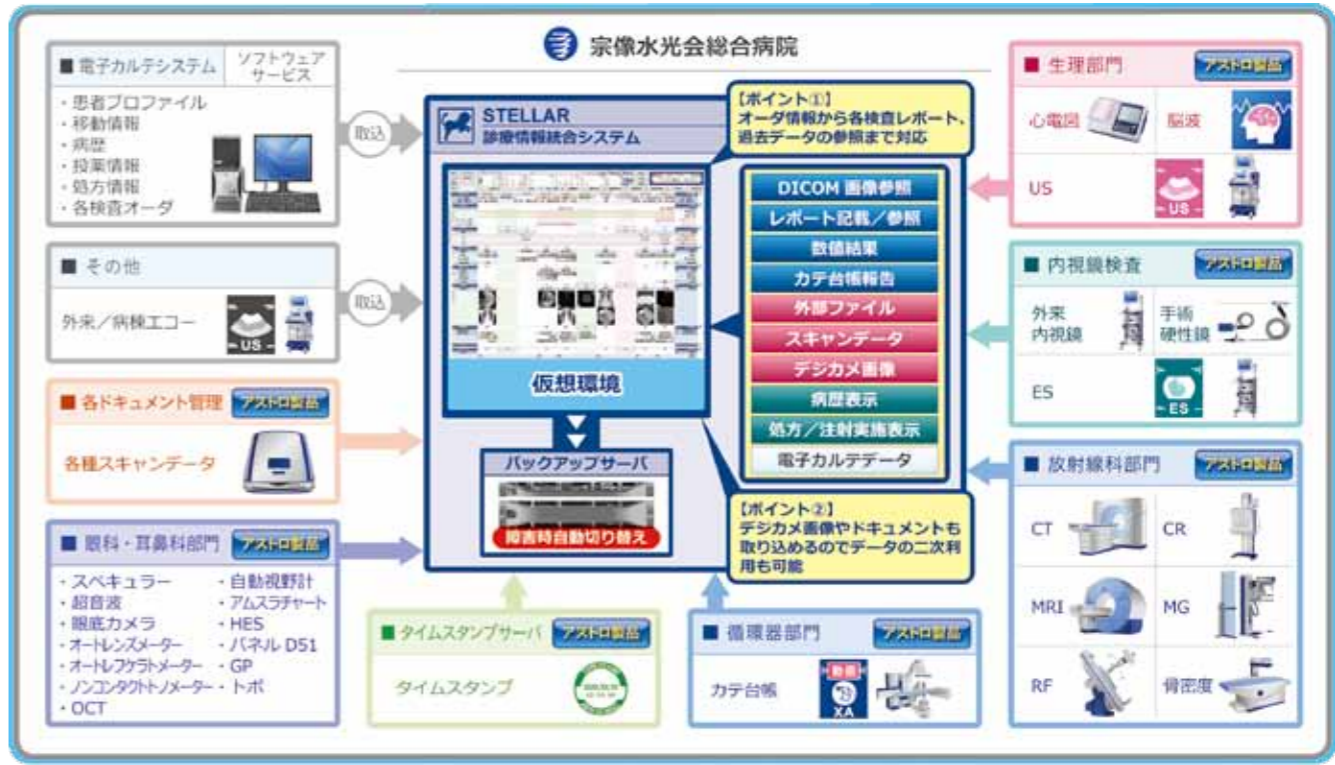 宗像水光会総合病院
■ 電子カルテシステム
ソフトウェア
サービス
・患者プロファイル
・移動情報
・病歴
・投薬情報
・処方情報
・各検査オーダ
取込
■ その他
外来／病棟エコー
- US -
取込
■ 各ドキュメント管理
アストロ製品
各種スキャンデータ
■ 眼科・耳鼻科部門
アストロ製品
・スペキュラー
・超音波
・眼底カメラ
・オートレンズメーター
・オートレフケラトメーター
・ノンコンタクトトノメーター
・OCT
・自動視野計
・アムスラチャート
・HES
・パネル D51
・GP
・トポ
STELLAR
診療情報統合システム
仮想環境
バックアップサーバ
障害時自動切り替え
【ポイント①】
オーダ情報から各検査レポート、
過去データの参照まで対応
DICOM 画像参照
レポート記載／参照
数値結果
カテ台帳報告
外部ファイル
スキャンデータ
デジカメ画像
病歴表示
処方／注射実施表示
電子カルテデータ
【ポイント②】
デジカメ画像やドキュメントも
取り込めるのでデータの二次利
用も可能
■ タイムスタンプサーバ
アストロ製品
タイムスタンプ
■ 循環器部門
アストロ製品
カテ台帳
動画
XA
■ 生理部門
アストロ製品
心電図
脳波
US
- US -
■ 内視鏡検査
アストロ製品
外来
内視鏡
手術
硬性鏡
ES
- ES -
■ 放射線科部門
アストロ製品
CT
CR
MRI
MG
RF
骨密度